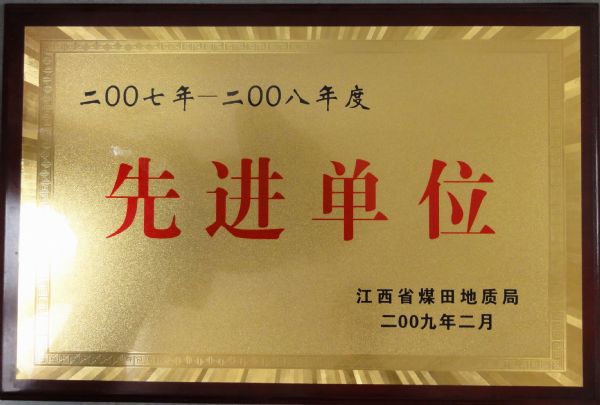 二00七年一二00八年度
先进单位
江西省煤田地质局
二00九年二月